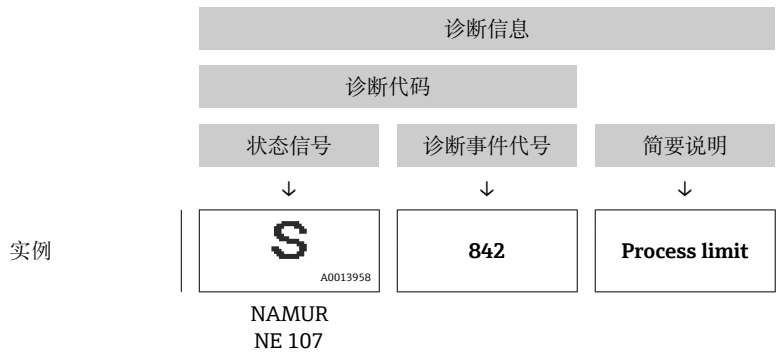 诊断信息
诊断代码
状态信号 诊断事件代号 简要说明
↓ ↓ ↓
实例 S 842 Process limit
A0013958
NAMUR
NE 107